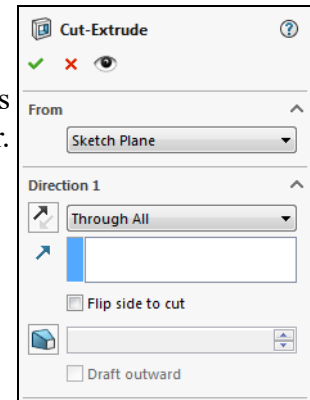 Cut-Extrude
s
r.
From
Sketch Plane
Direction 1
Through All
Flip side to cut
Draft outward